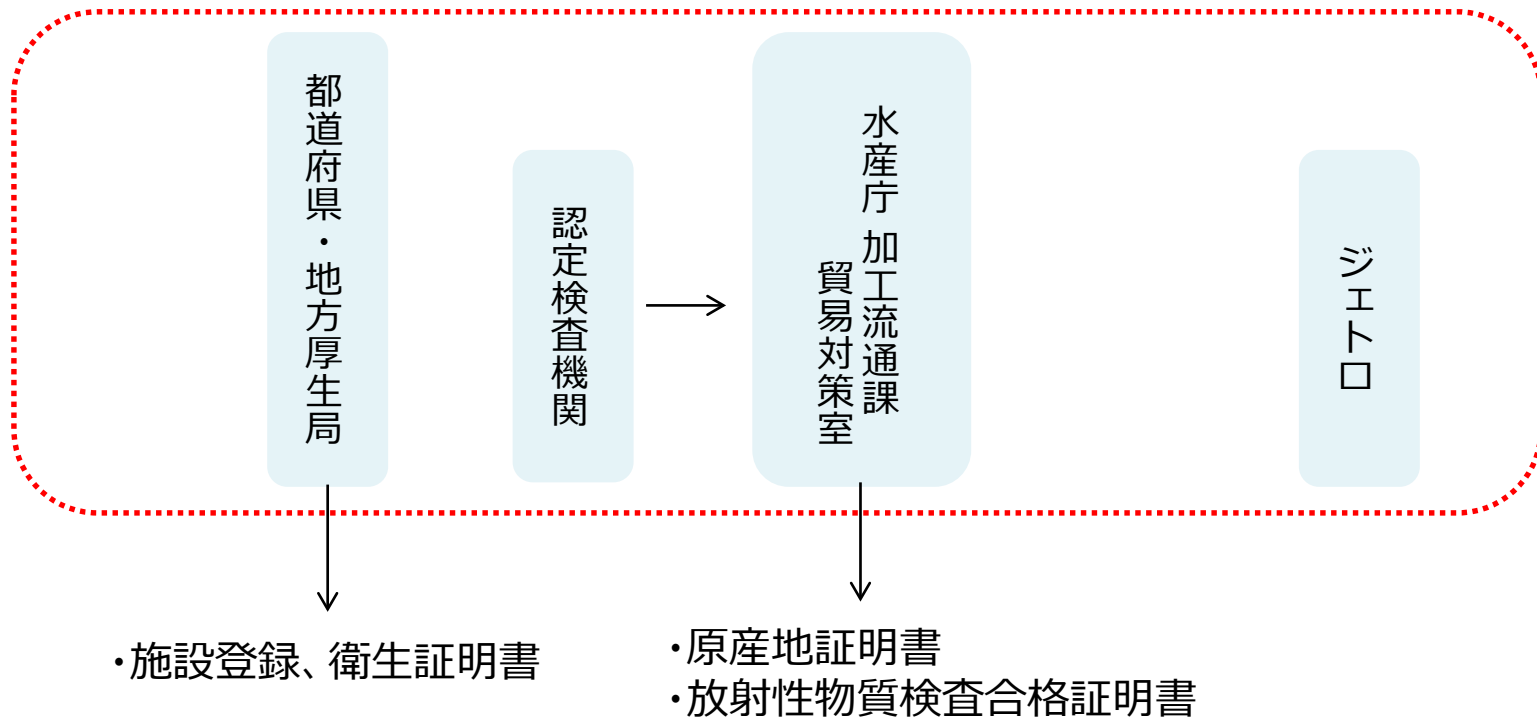 都道府県・地方厚生局
認定検査機関
水産庁 加工流通課
貿易対策室
ジェトロ
・施設登録、衛生証明書
・原産地証明書
・放射性物質検査合格証明書